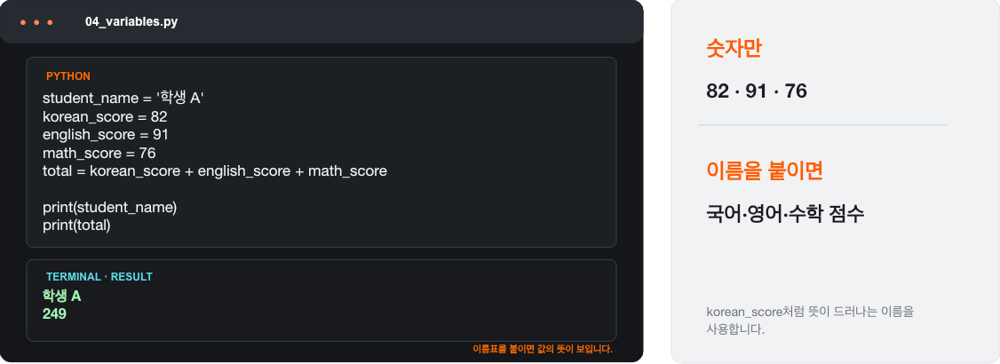 04_variables.py
PYTHON
student_name = '학생 A'
korean_score = 82
english_score = 91
math_score = 76
total = korean_score + english_score + math_score
print(student_name)
print(total)
TERMINAL · RESULT
학생 A
249
이름표를 붙이면 값의 뜻이 보입니다.
숫자만
82 · 91 · 76
이름을 붙이면
국어·영어·수학 점수
korean_score처럼 뜻이 드러나는 이름을
사용합니다.